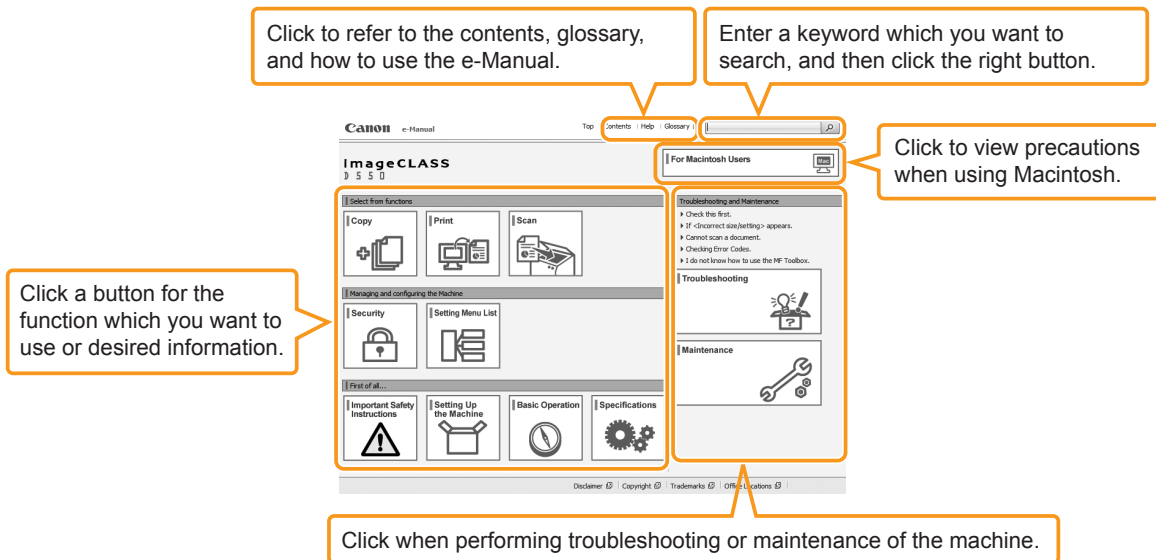 Click to refer to the contents, glossary,
and how to use the e-Manual.
Enter a keyword which you want to
search, and then click the right button.
Canon e-Manual
Top Contents Help Glossary
imageCLASS
D550
For Macintosh Users
Mac
Click to view precautions
when using Macintosh.
Select from functions
Copy
Print
Scan
Managing and configuring the Machine
Security
Setting Menu List
First of all...
Important Safety
Instructions
Setting Up
the Machine
Basic Operation
Specifications
Troubleshooting and Maintenance
Check this first.
If <Incorrect size/setting> appears.
Cannot scan a document.
Checking Error Codes.
I do not know how to use the MF Toolbox.
Troubleshooting
?
Maintenance
Click a button for the
function which you want to
use or desired information.
Disclaimer Copyright Trademarks Office Locations
Click when performing troubleshooting or maintenance of the machine.